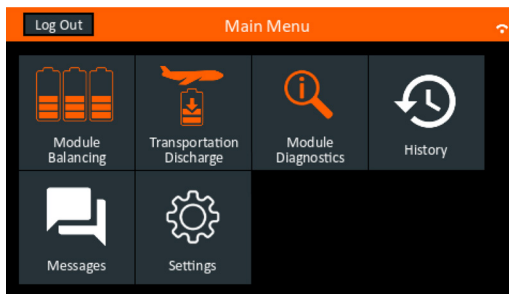 Log Out
Main Menu
Module
Balancing
Transportation
Discharge
Module
Diagnostics
History
Messages
Settings